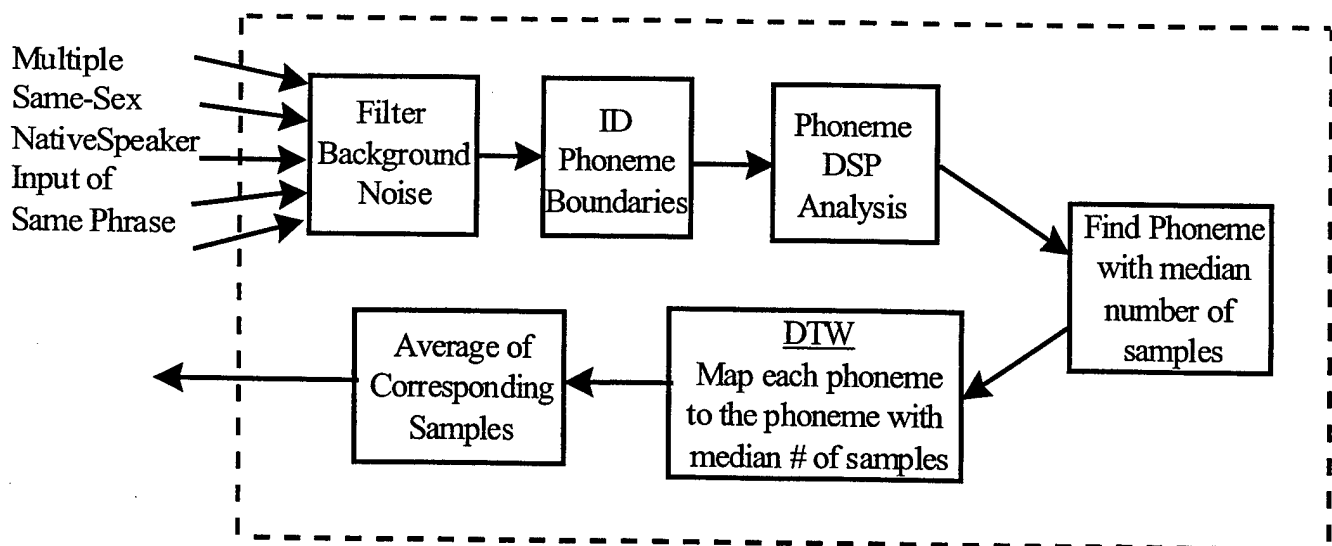 Multiple
Same-Sex
NativeSpeaker
Input of
Same Phrase
Filter
Background
Noise
ID
Phoneme
Boundaries
Phoneme
DSP
Analysis
Find Phoneme
with median
number of
samples
DTW
Map each phoneme
to the phoneme with
median # of samples
Average of
Corresponding
Samples